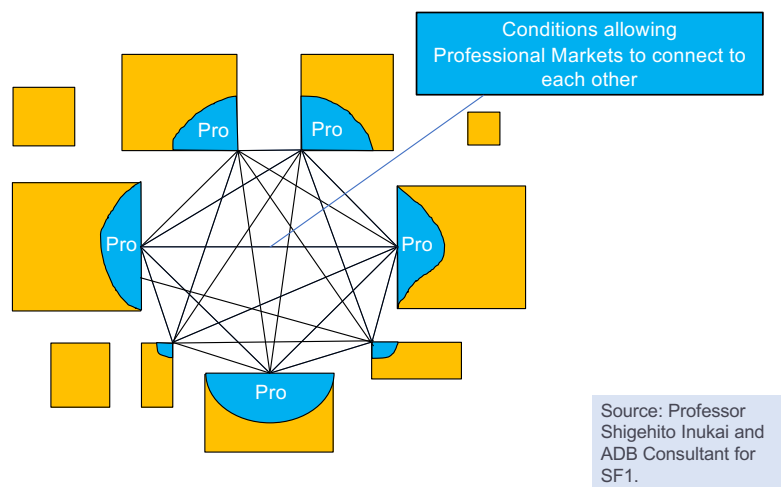 Conditions allowing
Professional Markets to connect to
each other
Pro
Pro
Pro
Pro
Pro
Source: Professor
Shigehito Inukai and
ADB Consultant for
SF1.